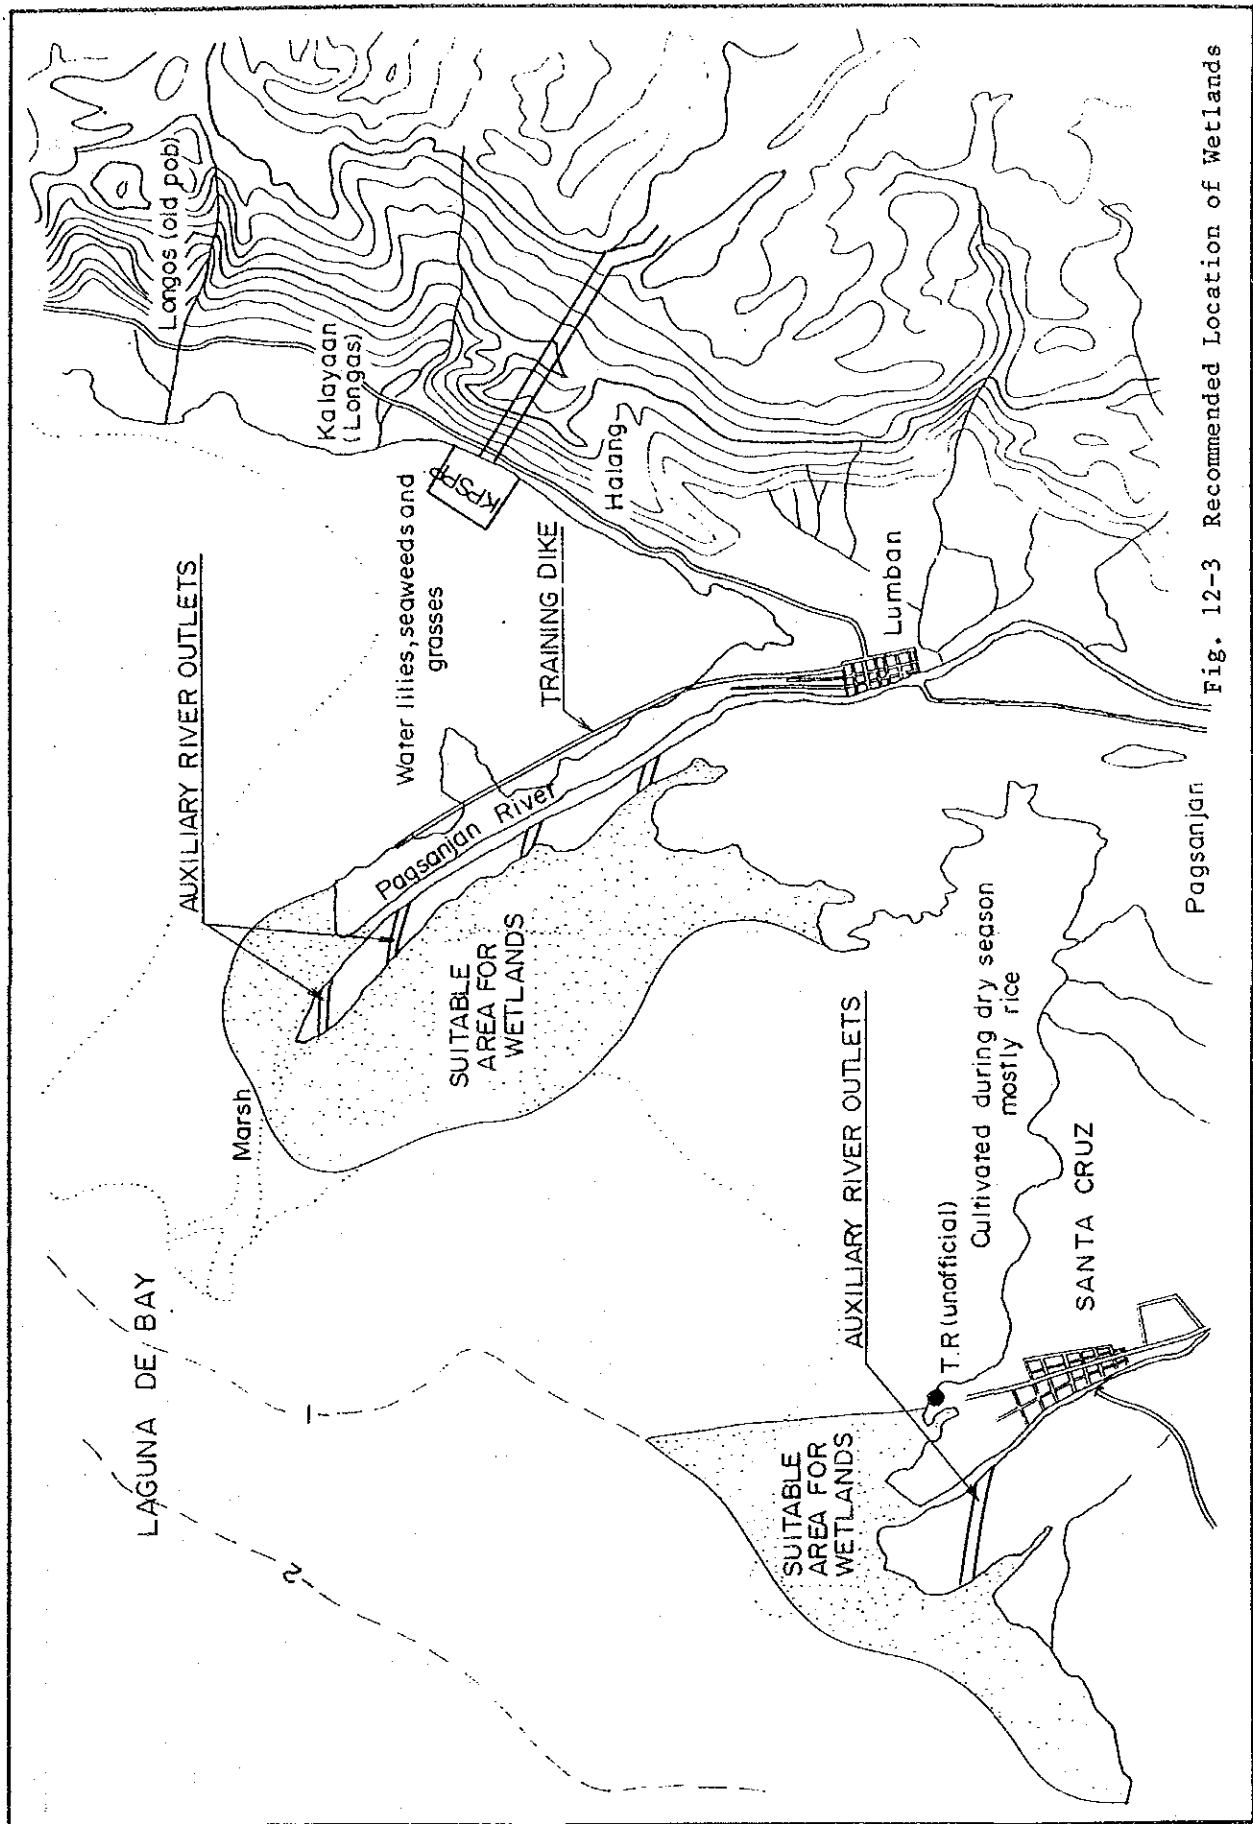 LAGUNA DE BAY
2
1
Marsh
AUXILIARY RIVER OUTLETS
Water lilies, seaweeds and
grasses
TRAINING DIKE
Pagsanjan River
SUITABLE
AREA FOR
WETLANDS
Longos (old pob)
Kalayaan
(Longas)
KPSPP
Halang
Lumban
SUITABLE
AREA FOR
WETLANDS
AUXILIARY RIVER OUTLETS
T.R (unofficial)
Cultivated during dry season
mostly rice
SANTA CRUZ
Pagsanjan
Fig. 12-3 Recommended Location of Wetlands